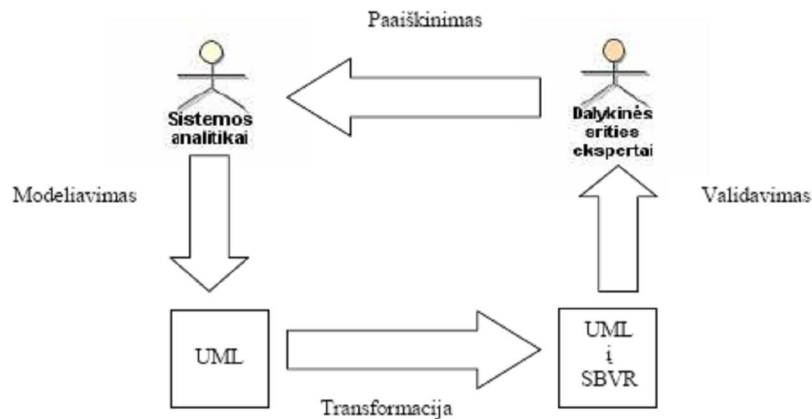 Paaiškinimas
Sistemos
analitikai
Dalykinės
srities
ekspertai
Modeliavimas
Validavimas
UML
UML
į
SBVR
Transformacija